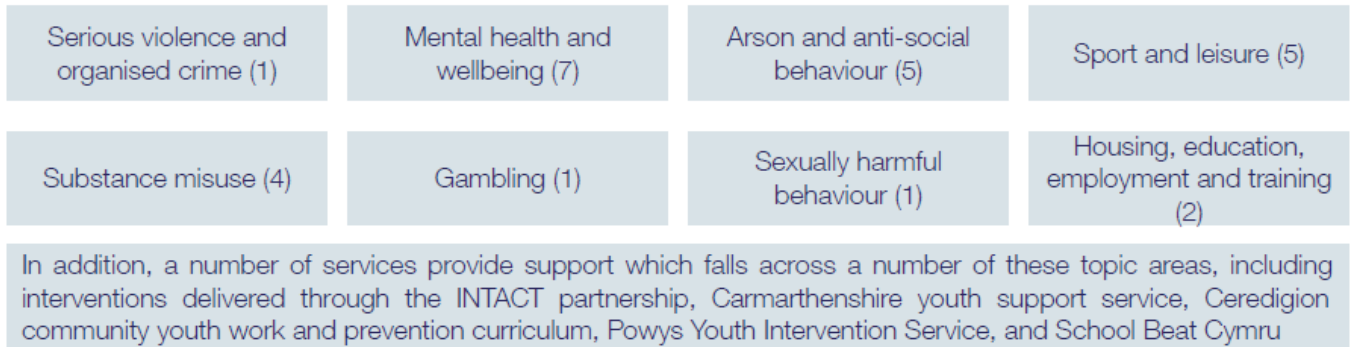 Serious violence and
organised crime (1)
Mental health and
wellbeing (7)
Arson and anti-social
behaviour (5)
Sport and leisure (5)
Substance misuse (4)
Gambling (1)
Sexually harmful
behaviour (1)
Housing, education,
employment and training
(2)
In addition, a number of services provide support which falls across a number of these topic areas, including
interventions delivered through the INTACT partnership, Carmarthenshire youth support service, Ceredigion
community youth work and prevention curriculum, Powys Youth Intervention Service, and School Beat Cymru